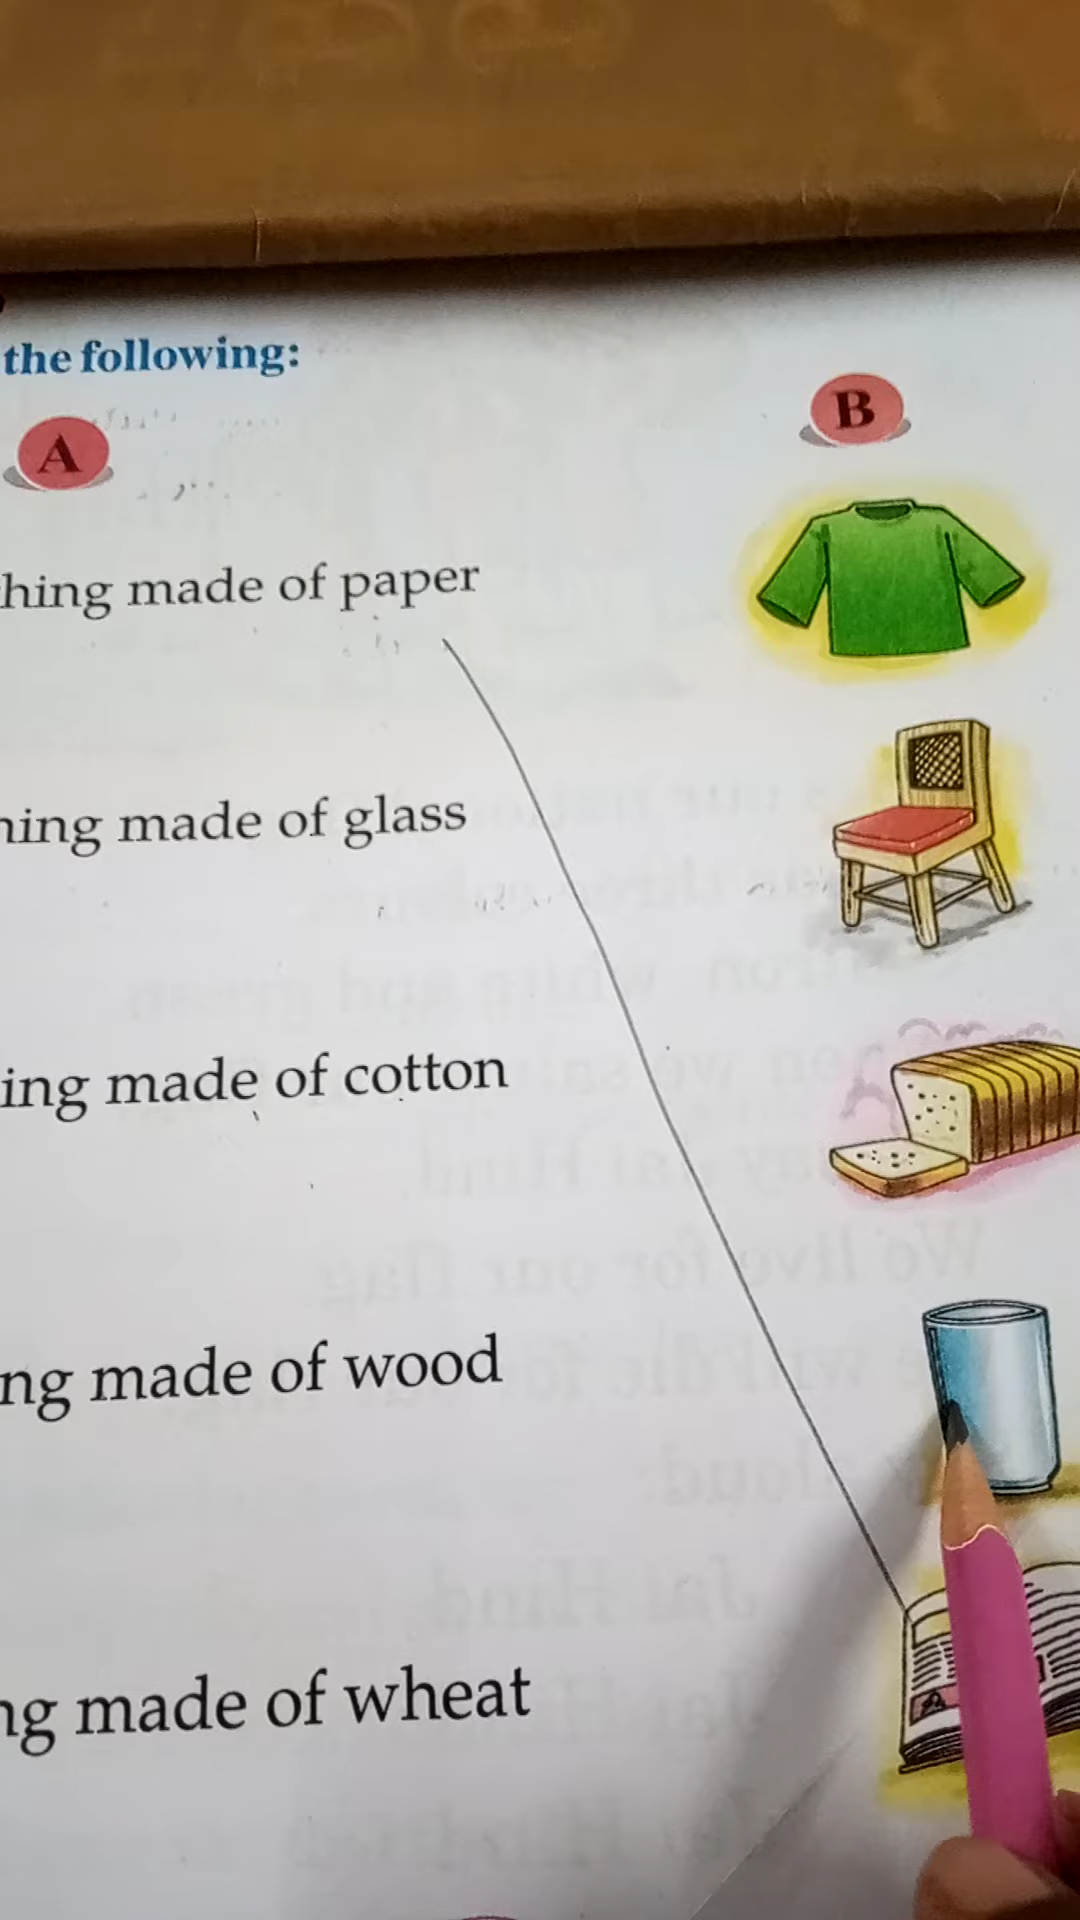 the following:
A
B
hing made of paper
hing made of glass
ing made of cotton
ng made of wood
ng made of wheat